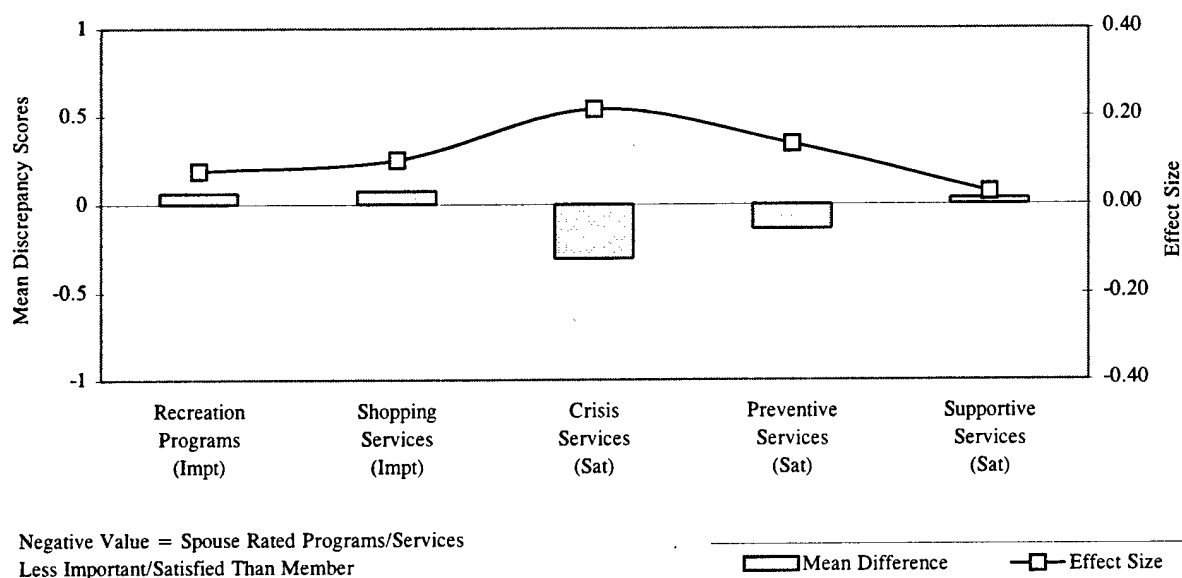 1
0.5
0
-0.5
-1
Mean Discrepancy Scores
0.40
0.20
0.00
-0.20
-0.40
Effect Size
Recreation
Programs
(Impt)
Shopping
Services
(Impt)
Crisis
Services
(Sat)
Preventive
Services
(Sat)
Supportive
Services
(Sat)
Negative Value = Spouse Rated Programs/Services
Less Important/Satisfied Than Member
Mean Difference
Effect Size